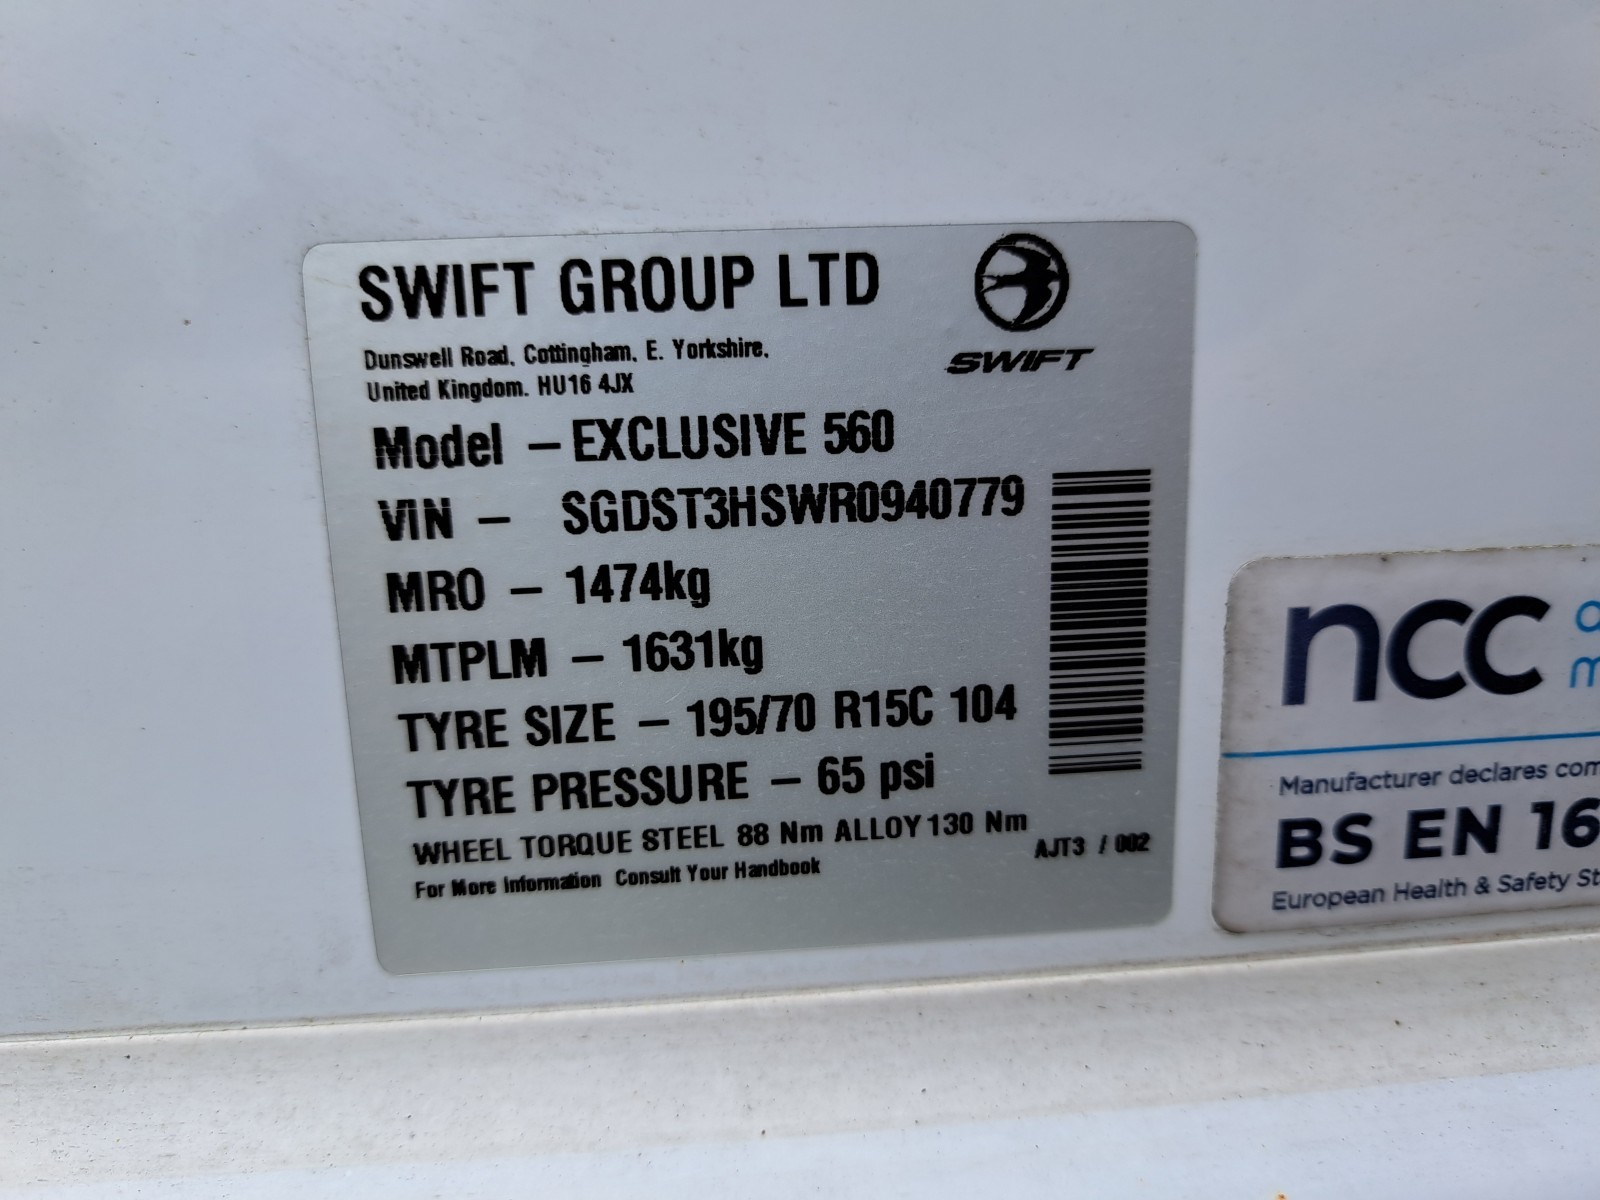 SWIFT GROUP LTD
SWIFT
Dunswell Road, Cottingham, E. Yorkshire,
United Kingdom. HU16 4JX
Model – EXCLUSIVE 560
VIN – SGDST3HSWR0940779
MRO – 1474kg
MTPLM – 1631kg
TYRE SIZE – 195/70 R15C 104
TYRE PRESSURE – 65 psi
WHEEL TORQUE STEEL 88 Nm ALLOY 130 Nm
For More Information Consult Your Handbook
AJT3 / 002
ncc
Manufacturer declares
BS EN 16
European Health & Safety